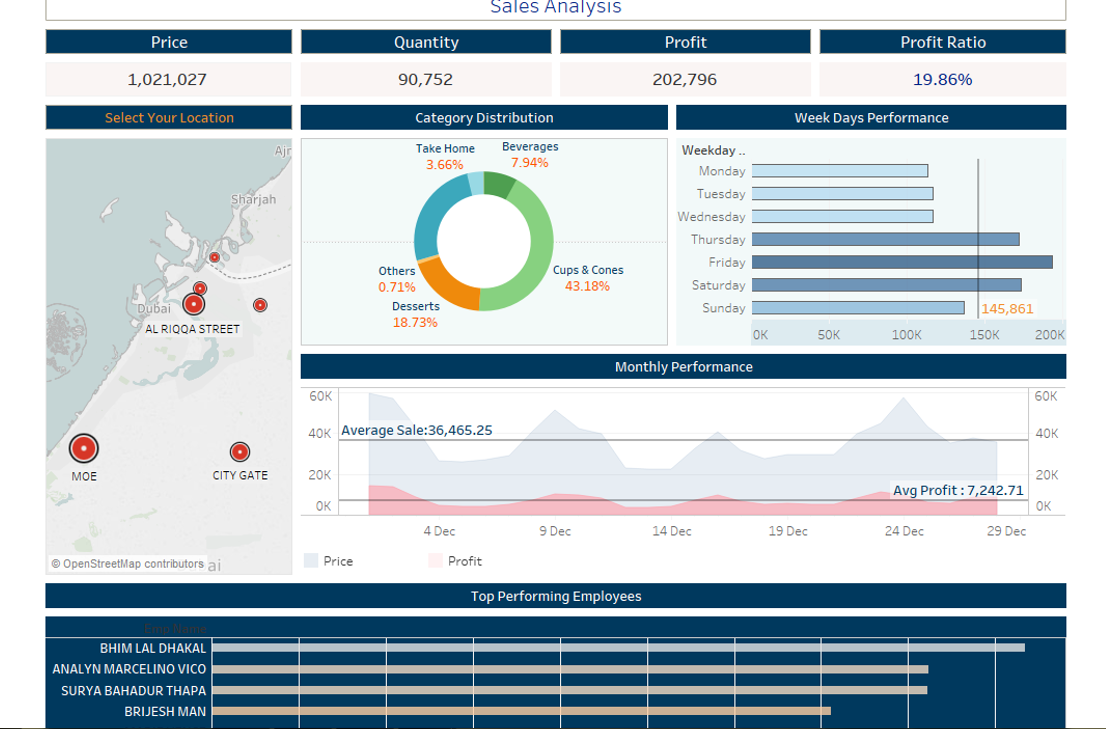 Sales Analysis
Price
Quantity
Profit
Profit Ratio
1,021,027
90,752
202,796
19.86%
Select Your Location
Category Distribution
Week Days Performance
Sharjah
Dubai
AL RIQQA STREET
MOE
CITY GATE
© OpenStreetMap contributors
Take Home
3.66%
Beverages
7.94%
Others
0.71%
Cups & Cones
43.18%
Desserts
18.73%
Weekday ..
Monday
Tuesday
Wednesday
Thursday
Friday
Saturday
Sunday
145,861
0K 50K 100K 150K 200K
Monthly Performance
60K 60K
Average Sale:36,465.25
40K 40K
20K 20K
Avg Profit : 7,242.71
0K 0K
4 Dec 9 Dec 14 Dec 19 Dec 24 Dec 29 Dec
Price Profit
Top Performing Employees
Emp Name
BHIM LAL DHAKAL
ANALYN MARCELINO VICO
SURYA BAHADUR THAPA
BRIJESH MAN